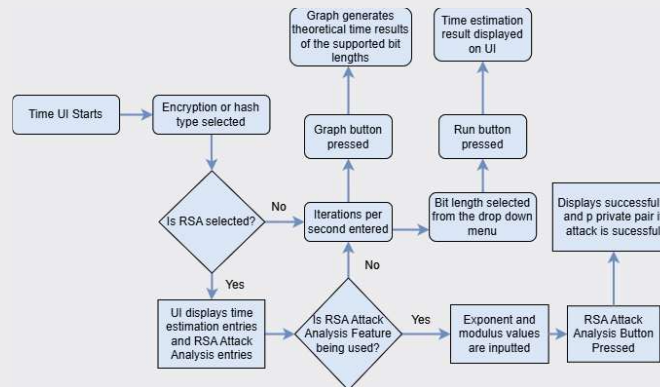 Graph generates
theoretical time results
of the supported bit
lengths
Time estimation
result displayed
on UI
Time UI Starts
Encryption or hash
type selected
Graph button
pressed
Run button
pressed
Is RSA selected?
No
Iterations per
second entered
Bit length selected
from the drop down
menu
Displays successful
and p private pair i
attack is sucessful
Yes
No
UI displays time
estimation entries
and RSA Attack
Analysis entries
Is RSA Attack
Analysis Feature
being used?
Yes
Exponent and
modulus values
are inputted
RSA Attack
Analysis Button
Pressed